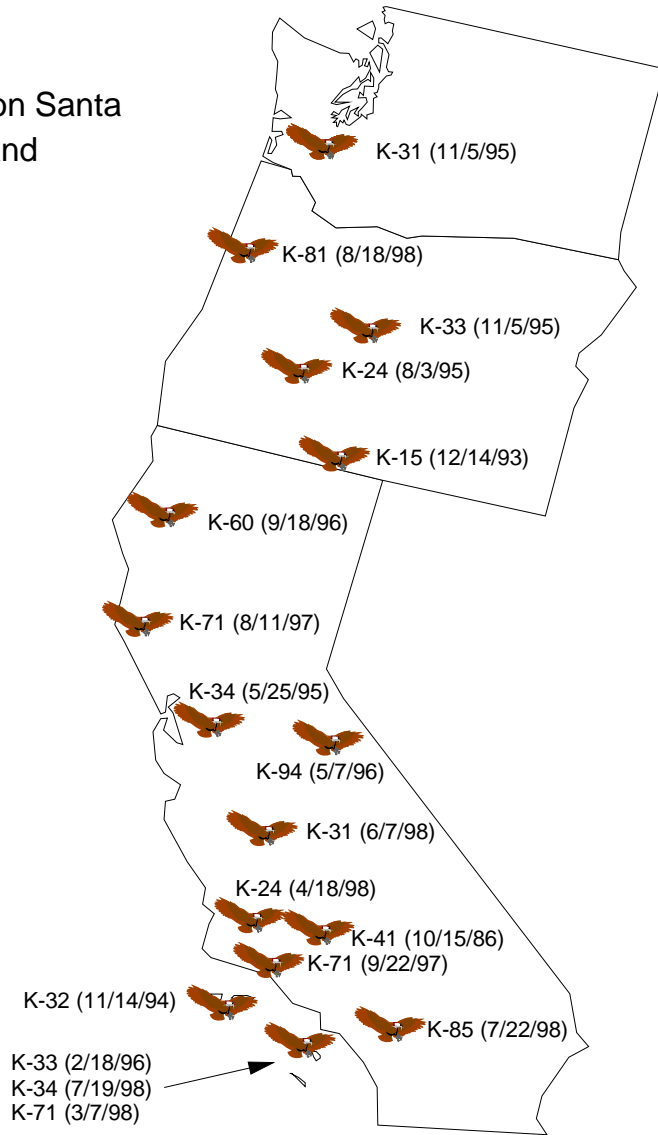 on Santa
and
K-31 (11/5/95)
K-81 (8/18/98)
K-33 (11/5/95)
K-24 (8/3/95)
K-15 (12/14/93)
K-60 (9/18/96)
K-71 (8/11/97)
K-34 (5/25/95)
K-94 (5/7/96)
K-31 (6/7/98)
K-24 (4/18/98)
K-41 (10/15/86)
K-71 (9/22/97)
K-32 (11/14/94)
K-85 (7/22/98)
K-33 (2/18/96)
K-34 (7/19/98)
K-71 (3/7/98)